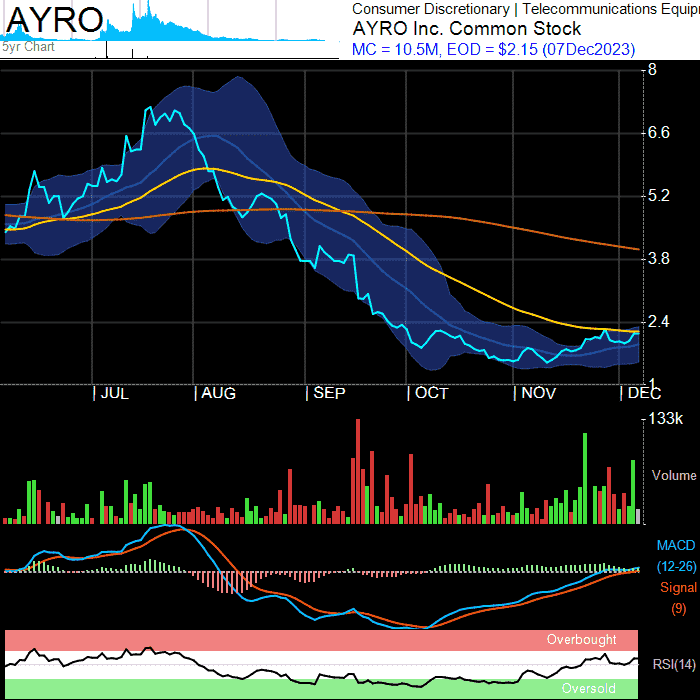 AYRO
5yr Chart
Consumer Discretionary | Telecommunications Equip
AYRO Inc. Common Stock
MC = 10.5M, EOD = $2.15 (07Dec2023)
8
6.6
5.2
3.8
2.4
1
JUL AUG SEP OCT NOV DEC
133k
Volume
MACD
(12-26)
Signal
(9)
Overbought
RSI(14)
Oversold